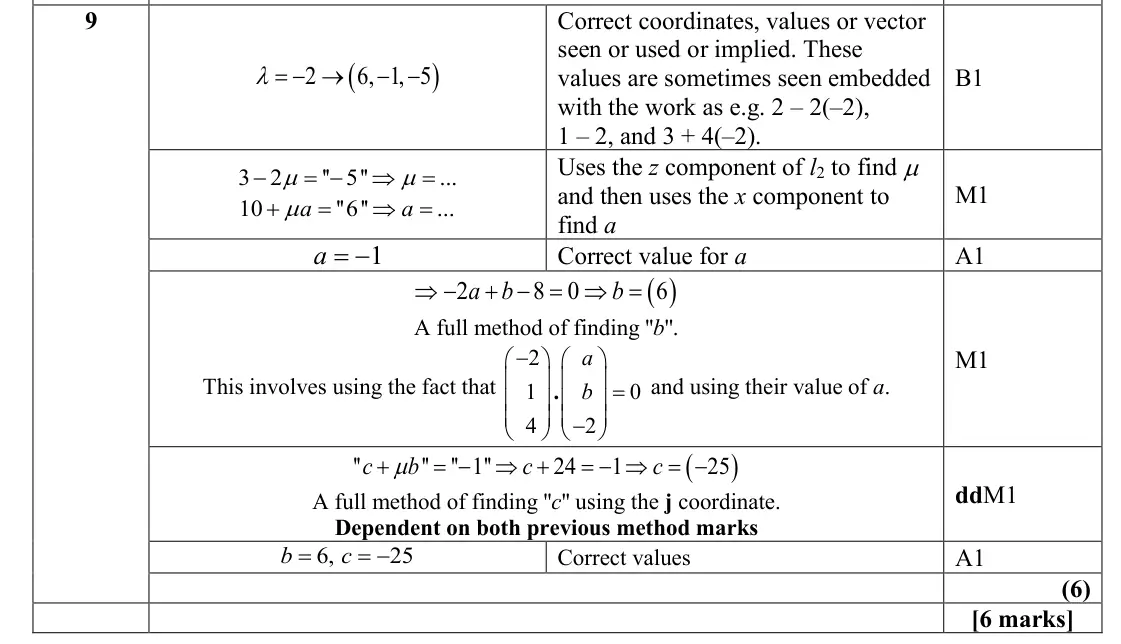 9
λ = −2 → (6, −1, −5)
Correct coordinates, values or vector
seen or used or implied. These
values are sometimes seen embedded
with the work as e.g. 2 – 2(–2),
1 – 2, and 3 + 4(–2).
B1
3 − 2μ = "− 5" ⇒ μ = ...
10 + μa = "6" ⇒ a = ...
Uses the z component of l₂ to find μ
and then uses the x component to
find a
M1
a = −1
Correct value for a
A1
⇒ −2a + b − 8 = 0 ⇒ b = (6)
A full method of finding "b".
This involves using the fact that (−2 1 4) . (a b −2) = 0 and using their value of a.
M1
"c + μb" = "−1" ⇒ c + 24 = −1 ⇒ c = (−25)
A full method of finding "c" using the j coordinate.
Dependent on both previous method marks
ddM1
b = 6, c = −25
Correct values
A1
(6)
[6 marks]